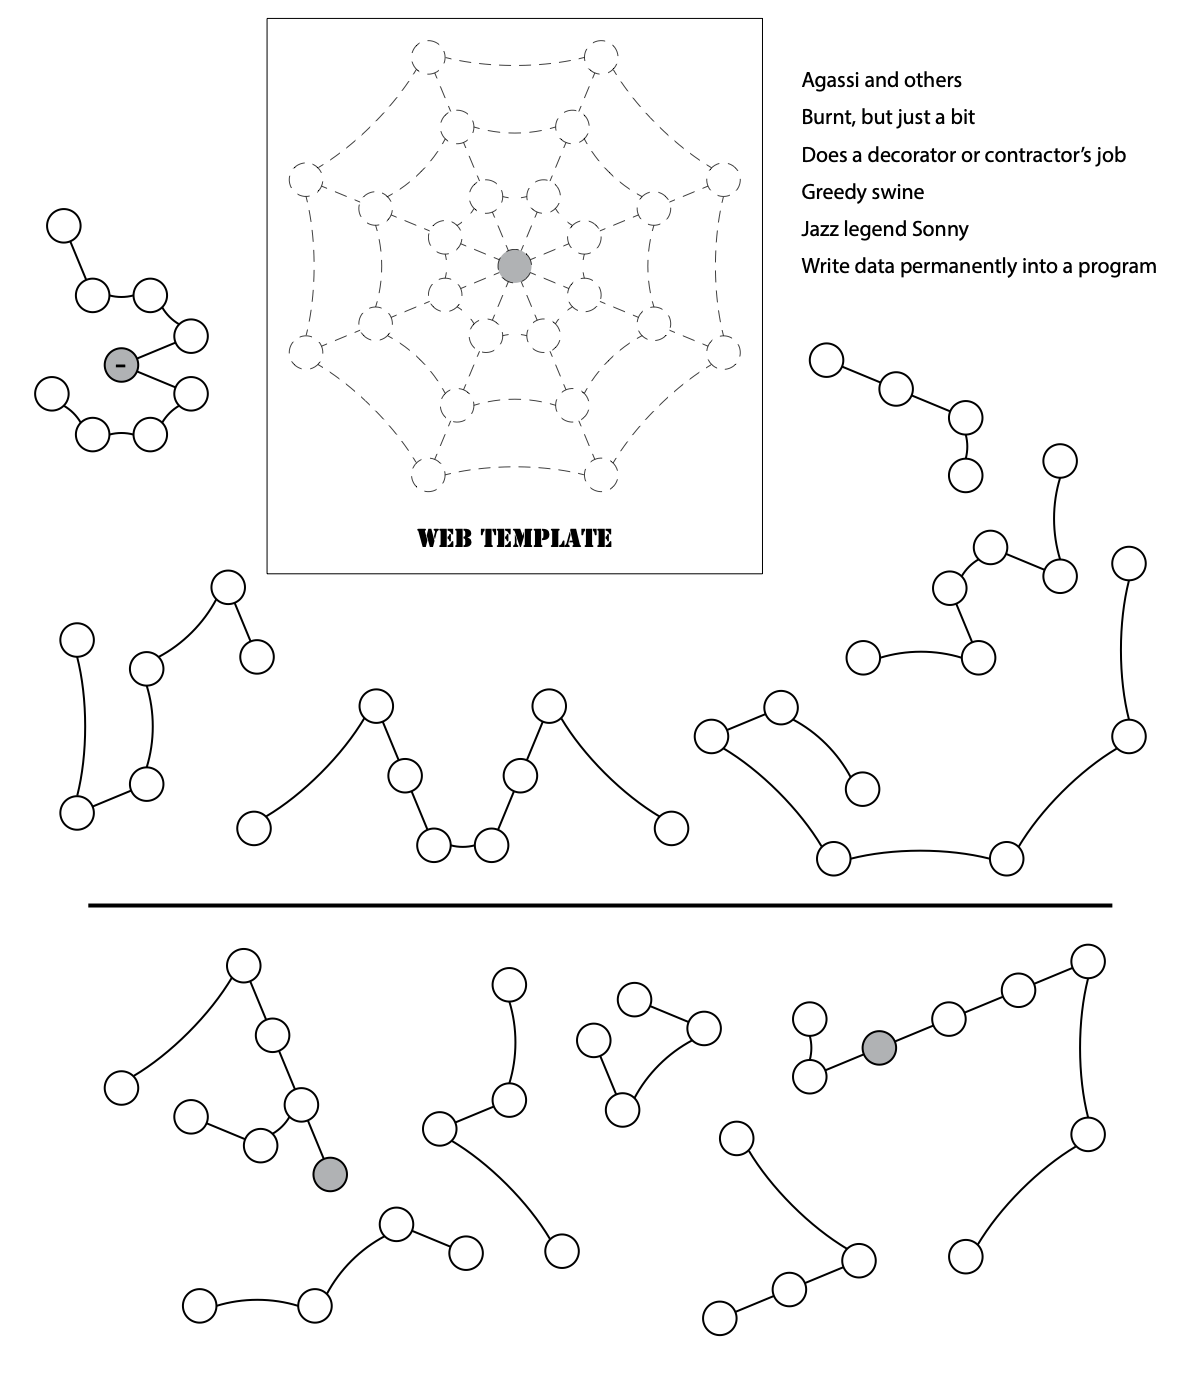 Agassi and others
Burnt, but just a bit
Does a decorator or contractor's job
Greedy swine
Jazz legend Sonny
Write data permanently into a program
-
WEB TEMPLATE